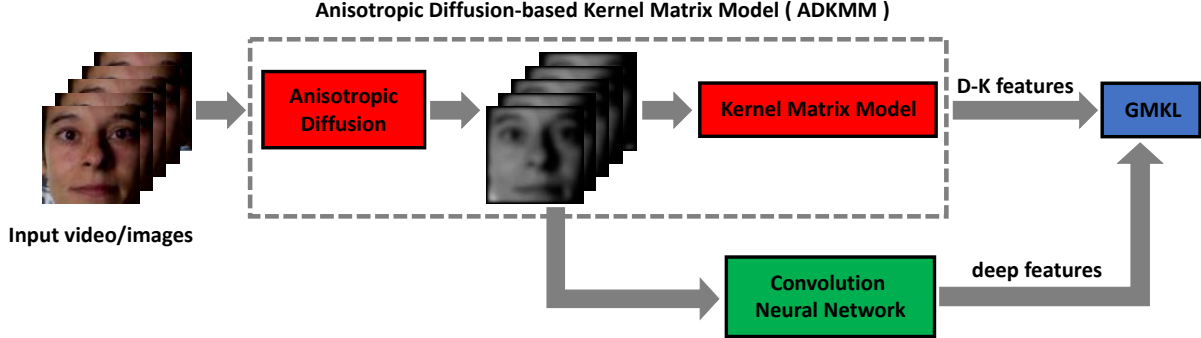 Anisotropic Diffusion-based Kernel Matrix Model ( ADKMM )
Anisotropic
Diffusion
Kernel Matrix Model
D-K features
GMKL
Input video/images
Convolution
Neural Network
deep features